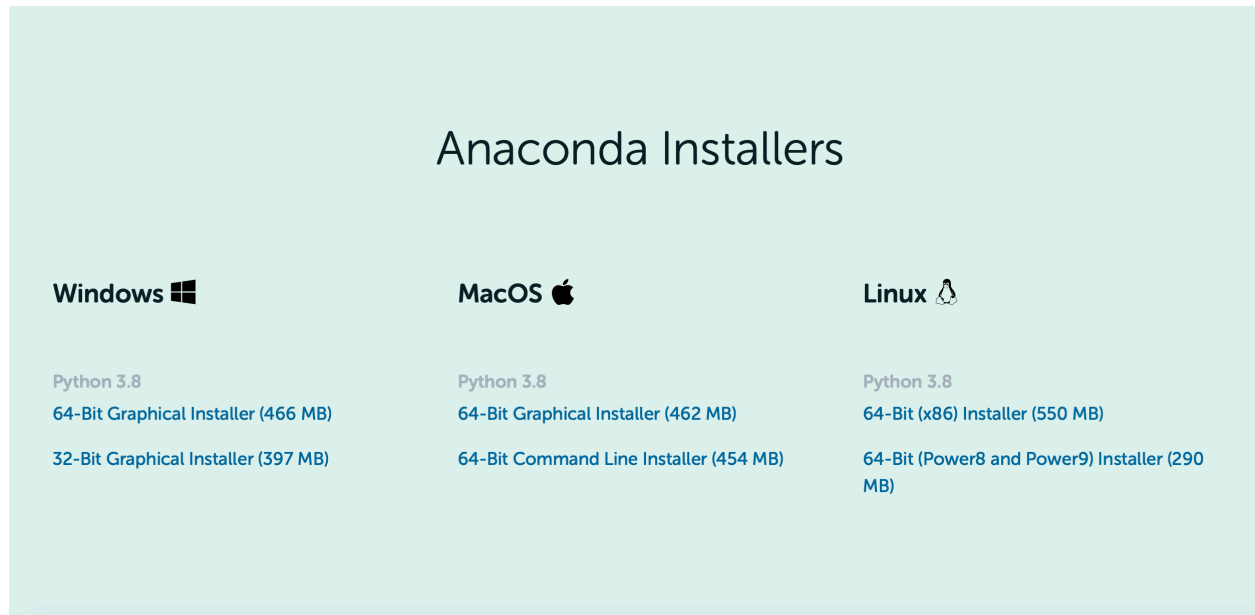 Anaconda Installers
Windows
Python 3.8
64-Bit Graphical Installer (466 MB)
32-Bit Graphical Installer (397 MB)
MacOS
Python 3.8
64-Bit Graphical Installer (462 MB)
64-Bit Command Line Installer (454 MB)
Linux
Python 3.8
64-Bit (x86) Installer (550 MB)
64-Bit (Power8 and Power9) Installer (290
MB)